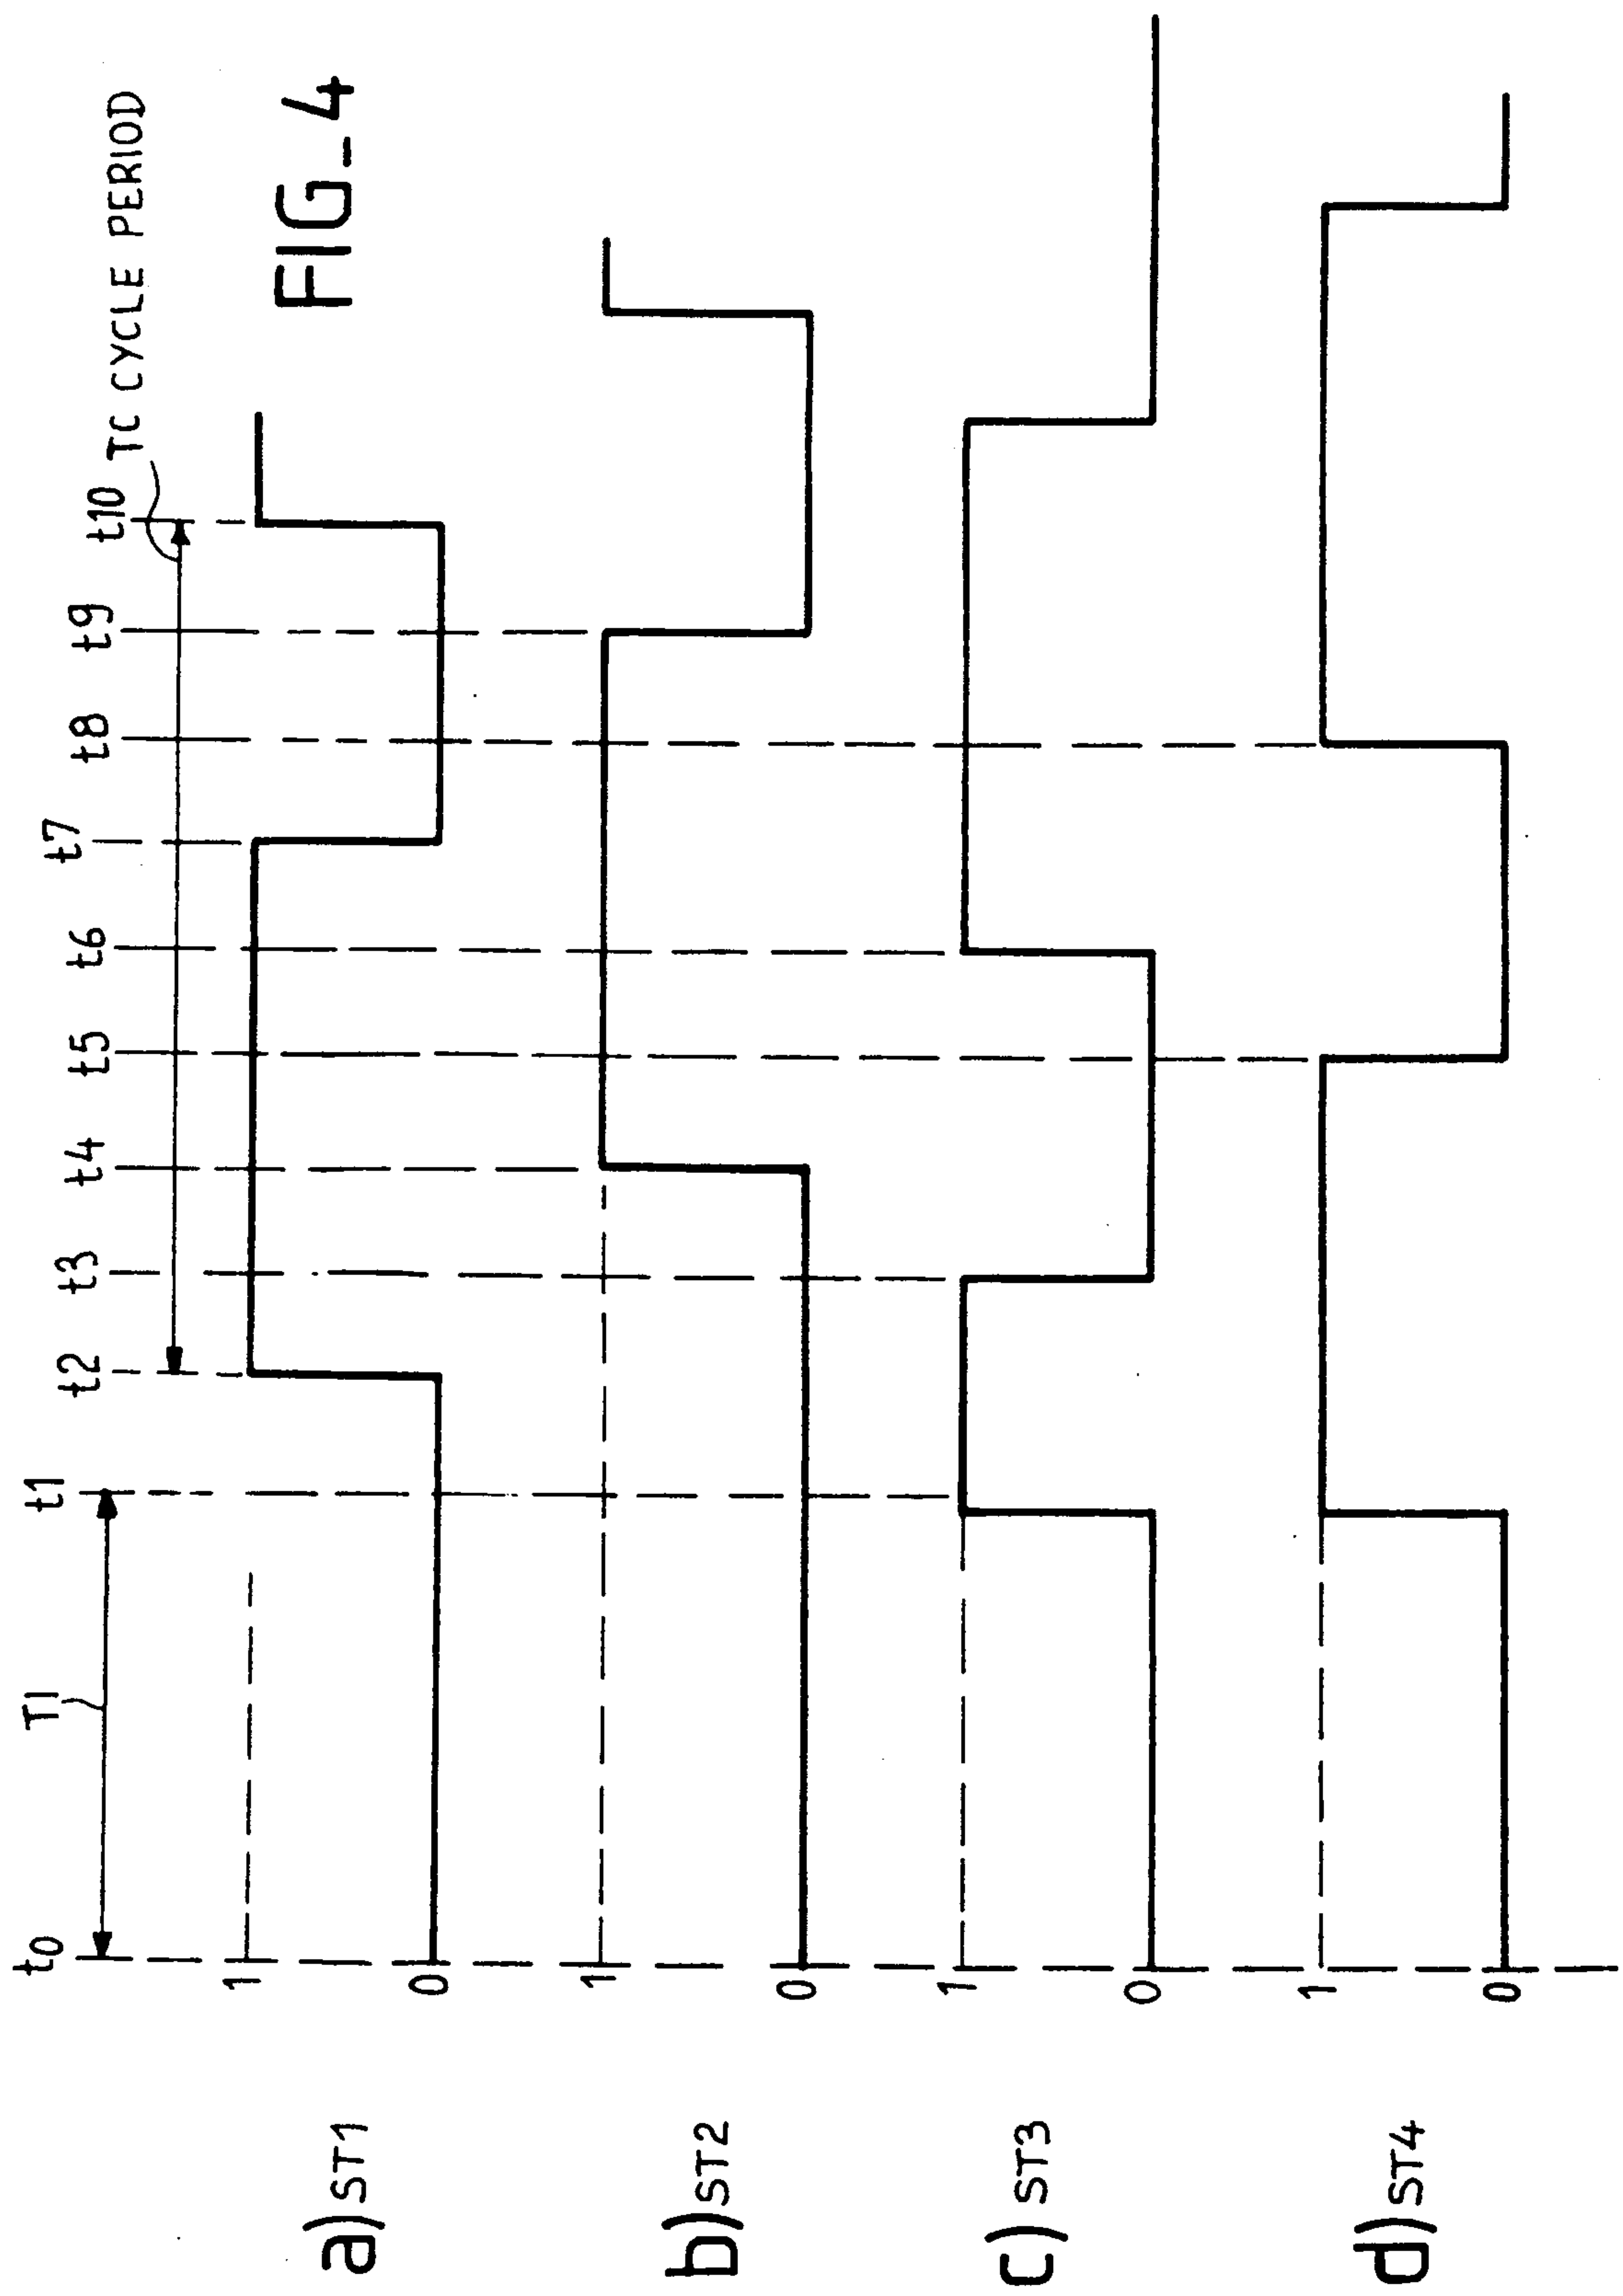 t0 T1 t1 t2 t3 t4 t5 t6 t7 t8 t9 t10 TC CYCLE PERIOD
FIG_4
a) ST1
1
0
b) ST2
1
0
c) ST3
1
0
d) ST4
1
0